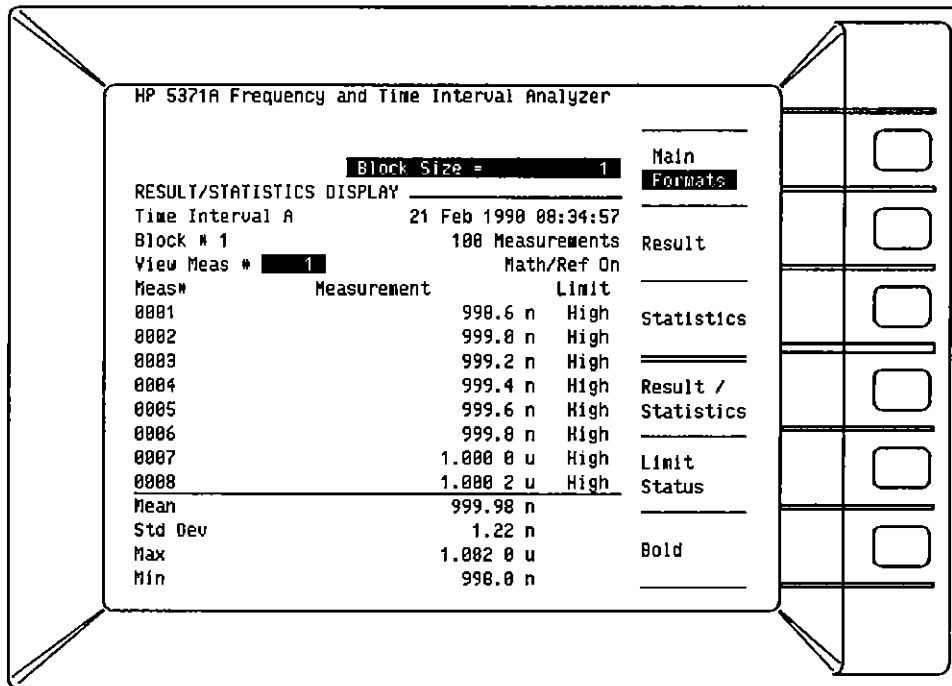 HP 5371A Frequency and Time Interval Analyzer
Block Size = 1
RESULT/STATISTICS DISPLAY
Time Interval A 21 Feb 1990 08:34:57
Block # 1 100 Measurements
View Meas # 1 Math/Ref On
Meas# Measurement Limit
0001 998.6 n High
0002 999.0 n High
0003 999.2 n High
0004 999.4 n High
0005 999.6 n High
0006 999.8 n High
0007 1.000 0 u High
0008 1.000 2 u High
Mean 999.98 n
Std Dev 1.22 n
Max 1.002 0 u
Min 998.0 n
Main
Formats
Result
Statistics
Result /
Statistics
Limit
Status
Bold